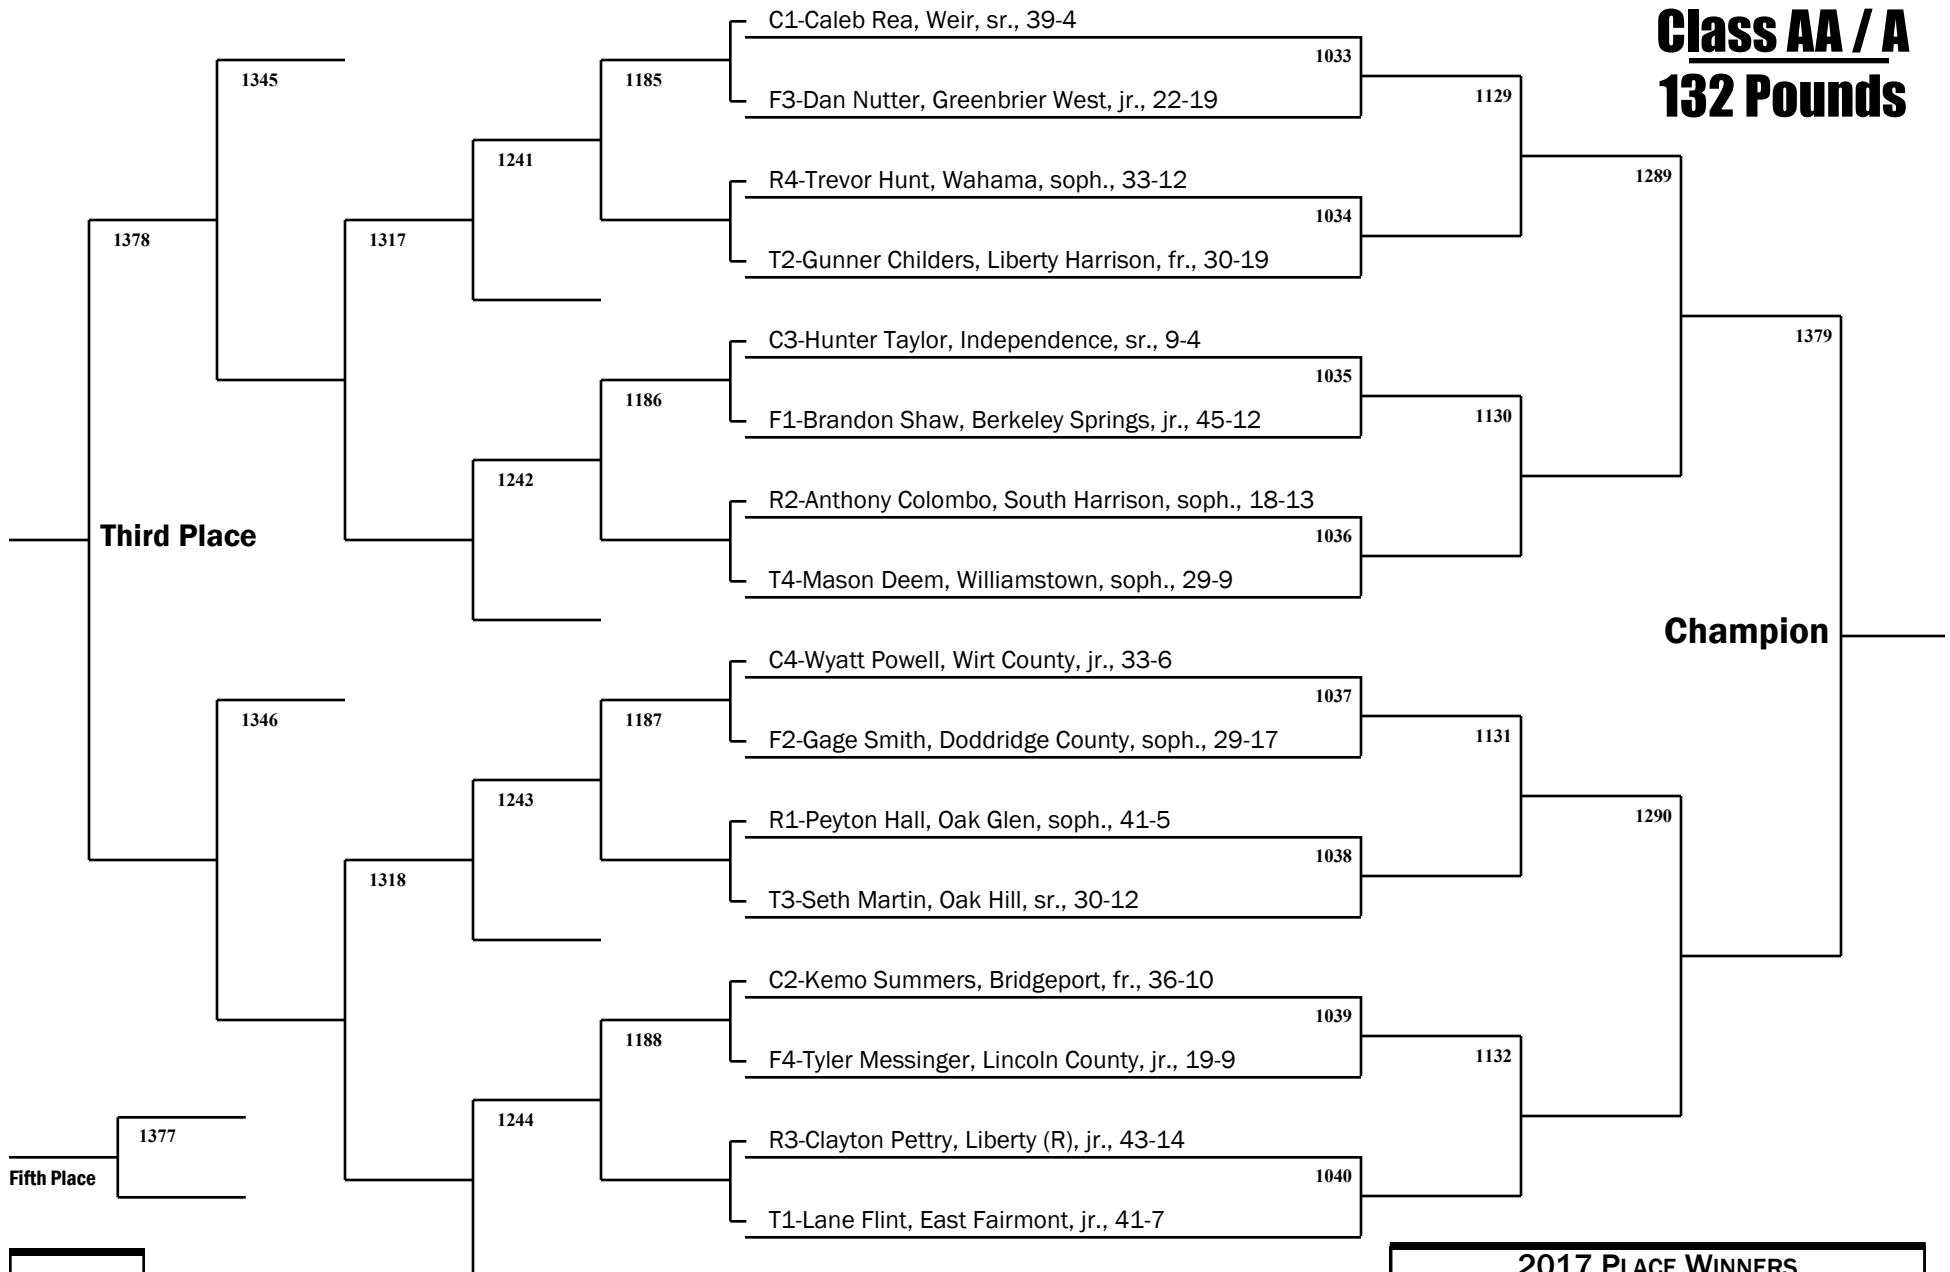 Class AA / A
132 Pounds
C1-Caleb Rea, Weir, sr., 39-4
1033
F3-Dan Nutter, Greenbrier West, jr., 22-19
1345
1185
1129
1241
R4-Trevor Hunt, Wahama, soph., 33-12
1289
1034
1378
1317
T2-Gunner Childers, Liberty Harrison, fr., 30-19
C3-Hunter Taylor, Independence, sr., 9-4
1379
1035
1186
1130
F1-Brandon Shaw, Berkeley Springs, jr., 45-12
1242
R2-Anthony Colombo, South Harrison, soph., 18-13
1036
Third Place
T4-Mason Deem, Williamstown, soph., 29-9
Champion
C4-Wyatt Powell, Wirt County, jr., 33-6
1037
1346
1187
1131
F2-Gage Smith, Doddridge County, soph., 29-17
1243
R1-Peyton Hall, Oak Glen, soph., 41-5
1290
1038
1318
T3-Seth Martin, Oak Hill, sr., 30-12
C2-Kemo Summers, Bridgeport, fr., 36-10
1039
1188
1132
F4-Tyler Messinger, Lincoln County, jr., 19-9
1244
1377
R3-Clayton Pettry, Liberty (R), jr., 43-14
1040
Fifth Place
T1-Lane Flint, East Fairmont, jr., 41-7
2017 PLACE WINNERS